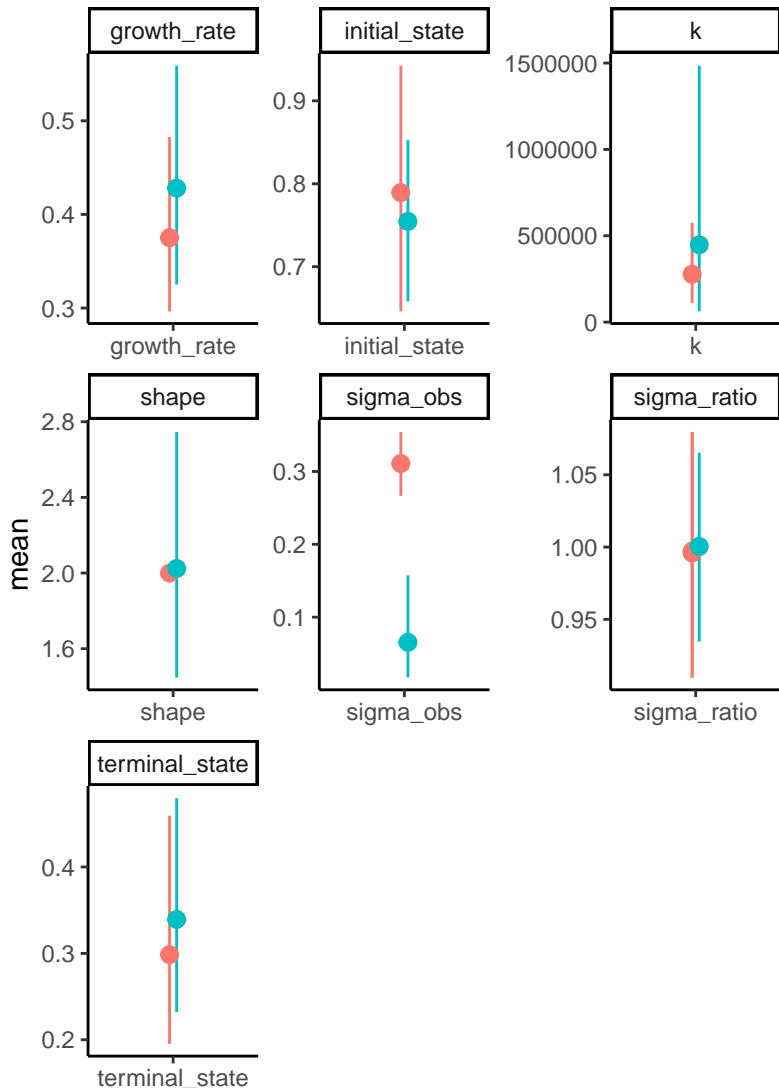 growth_rate
initial_state
k
0.5
0.4
0.3
0.9
0.8
0.7
1500000
1000000
500000
0
growth_rate
initial_state
k
shape
sigma_obs
sigma_ratio
mean
2.8
2.4
2.0
1.6
0.3
0.2
0.1
1.05
1.00
0.95
shape
sigma_obs
sigma_ratio
terminal_state
0.4
0.3
0.2
terminal_state